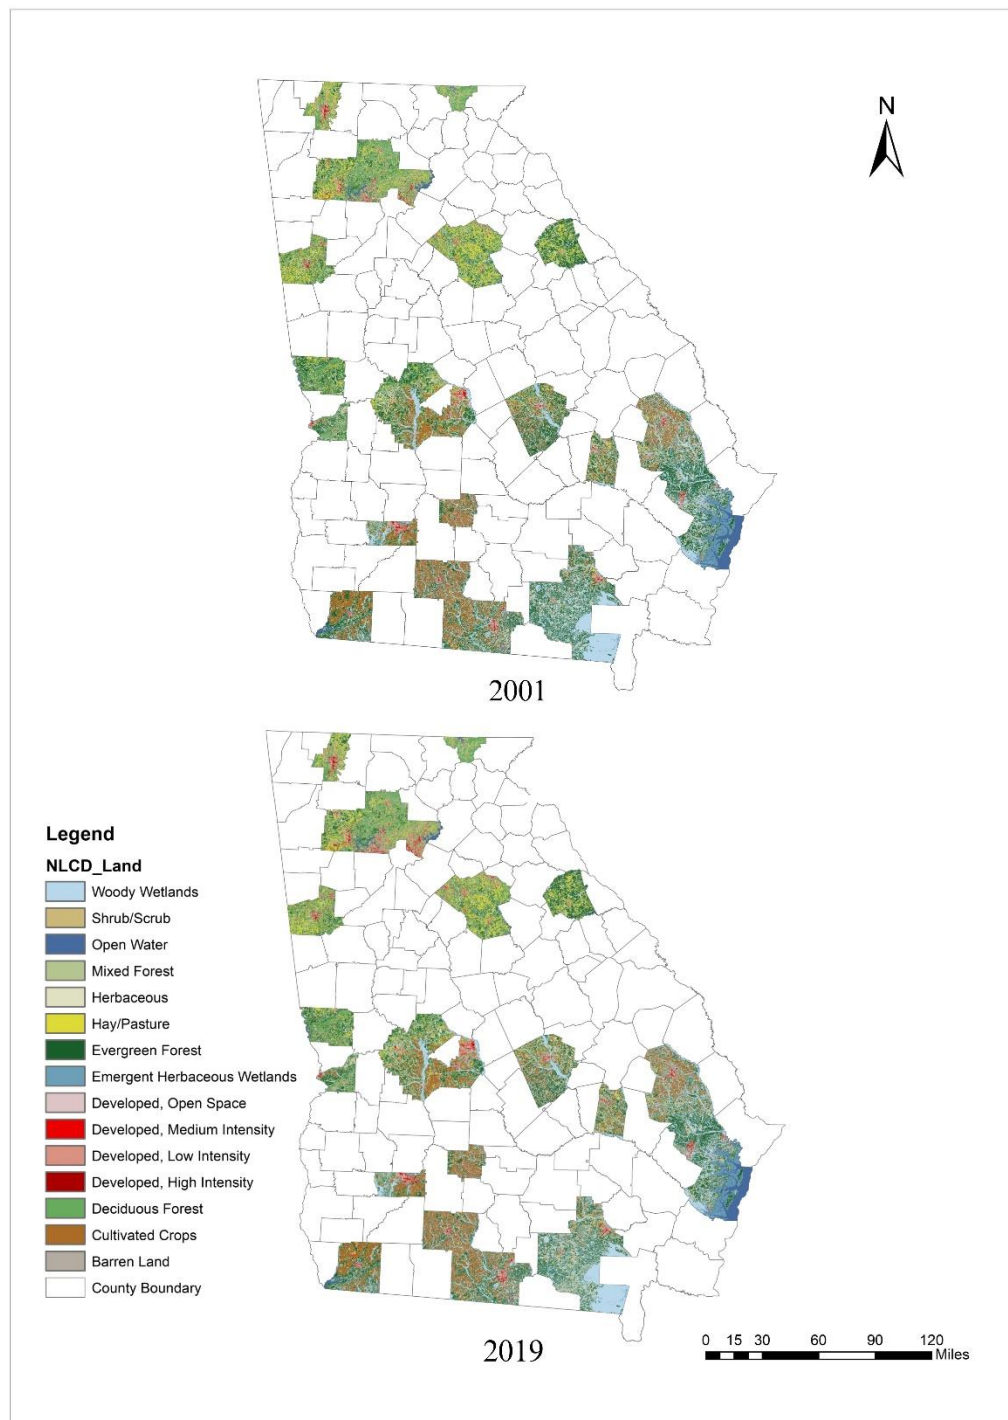 N
2001
Legend
NLCD_Land
Woody Wetlands
Shrub/Scrub
Open Water
Mixed Forest
Herbaceous
Hay/Pasture
Evergreen Forest
Emergent Herbaceous Wetlands
Developed, Open Space
Developed, Medium Intensity
Developed, Low Intensity
Developed, High Intensity
Deciduous Forest
Cultivated Crops
Barren Land
County Boundary
2019
0 15 30 60 90 120
Miles